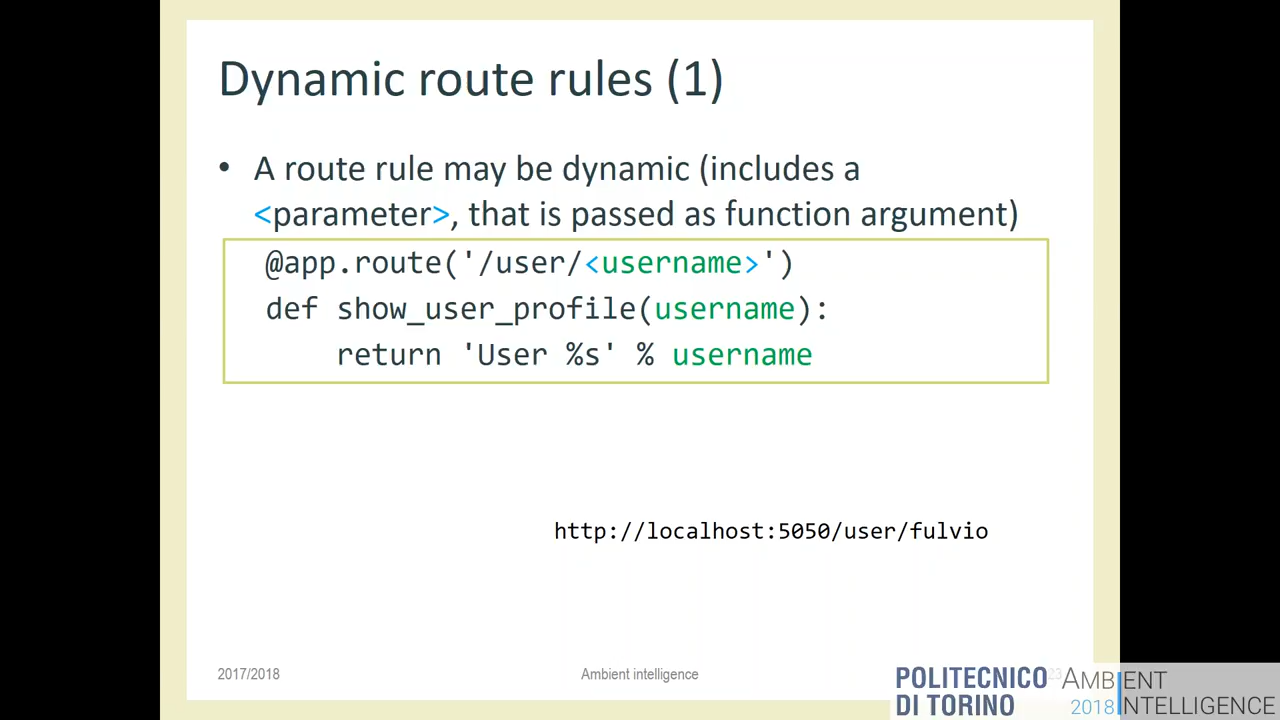 Dynamic route rules (1)
• A route rule may be dynamic (includes a
<parameter>, that is passed as function argument)
@app.route('/user/<username>')
def show_user_profile(username):
    return 'User %s' % username
http://localhost:5050/user/fulvio
2017/2018
Ambient intelligence
23
POLITECNICO
DI TORINO
AMBIENT
2018 INTELLIGENCE